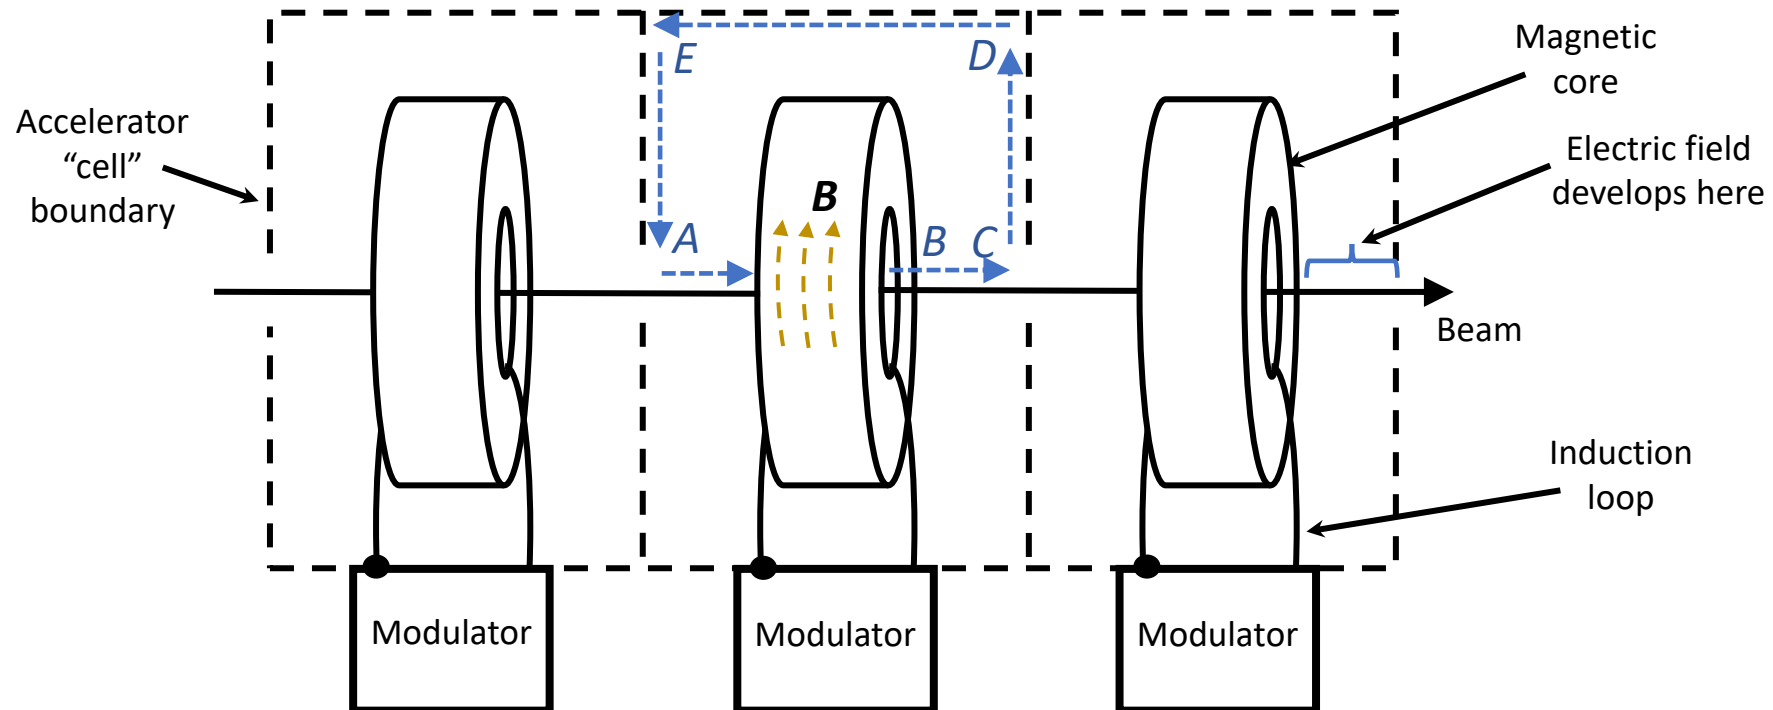 Magnetic
core
E
D
Accelerator
“cell”
boundary
Electric field
develops here
B
A
B
C
Beam
Induction
loop
Modulator
Modulator
Modulator